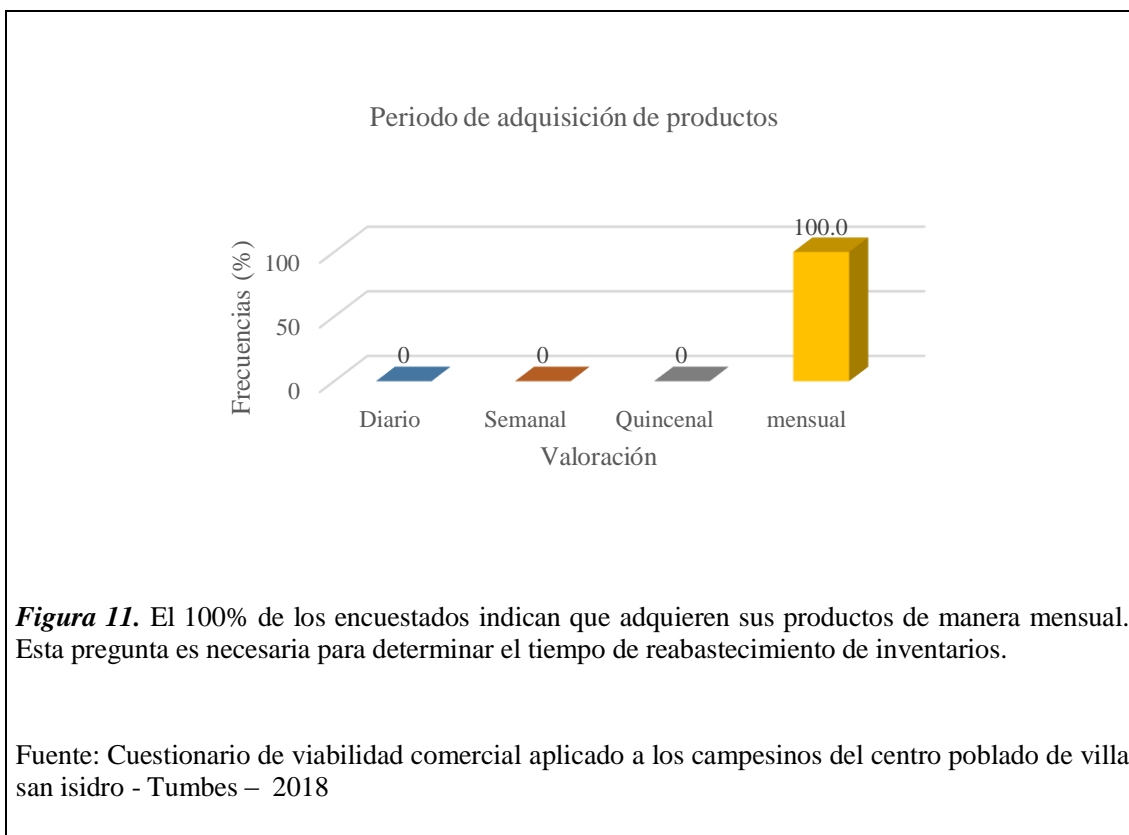 Periodo de adquisición de productos
100.0
Frecuencias (%)
100
50
0
0
0
0
Diario Semanal Quincenal mensual
Valoración
Figura 11. El 100% de los encuestados indican que adquieren sus productos de manera mensual.
Esta pregunta es necesaria para determinar el tiempo de reabastecimiento de inventarios.
Fuente: Cuestionario de viabilidad comercial aplicado a los campesinos del centro poblado de villa
san isidro - Tumbes – 2018